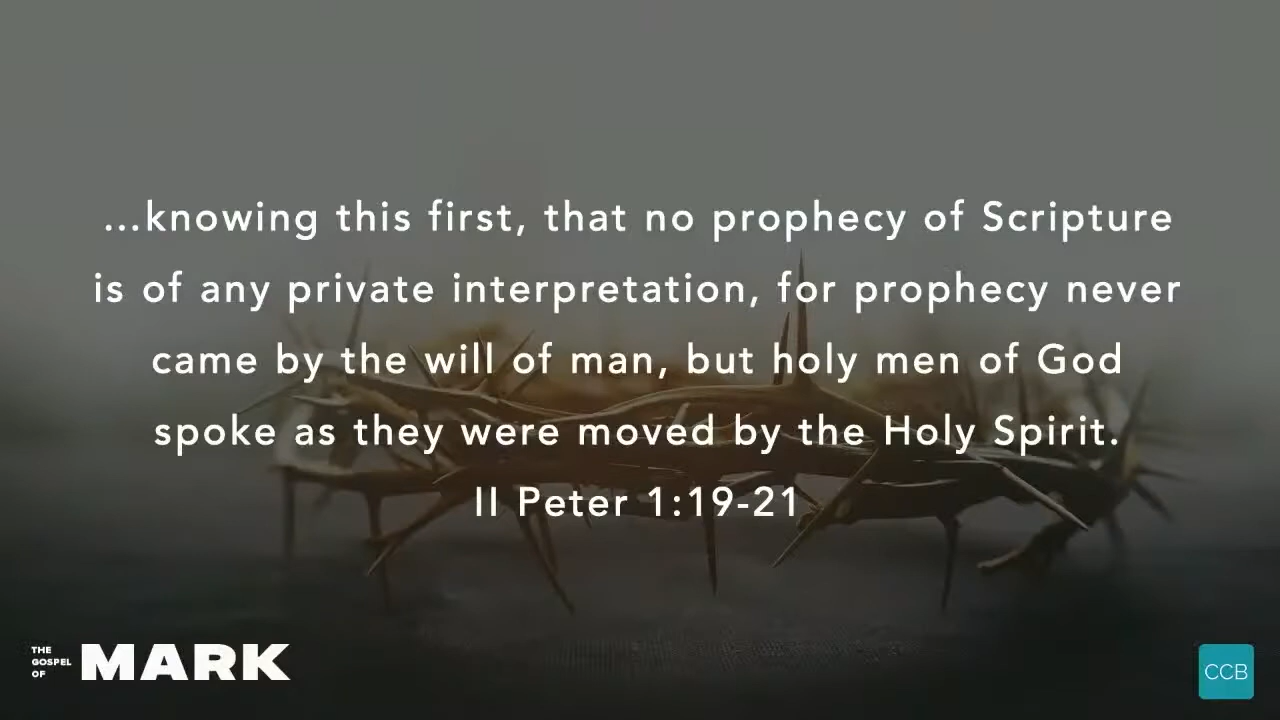 ...knowing this first, that no prophecy of Scripture
is of any private interpretation, for prophecy never
came by the will of man, but holy men of God
spoke as they were moved by the Holy Spirit.
II Peter 1:19-21
THE
GOSPEL
OF
MARK
CCB